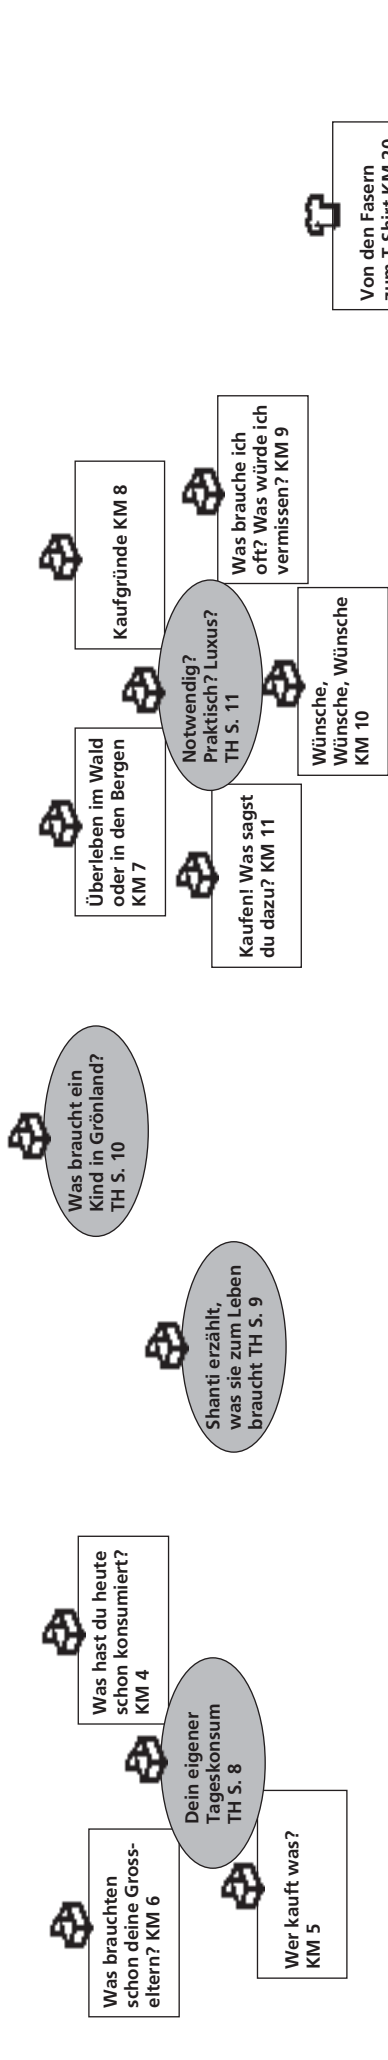 Was brauchten
schon deine Gross-
eltern? KM 6
Was hast du heute
schon konsumiert?
KM 4
Dein eigener
Tageskonsum
TH S. 8
Wer kauft was?
KM 5
Shanti erzählt,
was sie zum Leben
braucht TH S. 9
Was braucht ein
Kind in Grönland?
TH S. 10
Überleben im Wald
oder in den Bergen
KM 7
Kaufgründe KM 8
Notwendig?
Praktisch? Luxus?
TH S. 11
Kaufen! Was sagst
du dazu? KM 11
Was brauche ich
oft? Was würde ich
vermissen? KM 9
Wünsche,
Wünsche, Wünsche
KM 10
Von den Fasern
zum T-Shirt KM